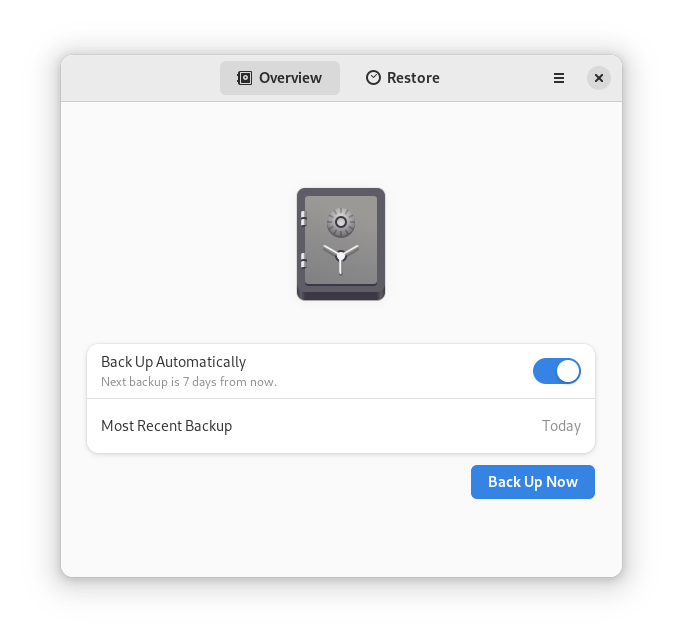 Overview
Restore
Back Up Automatically
Next backup is 7 days from now.
Most Recent Backup
Today
Back Up Now